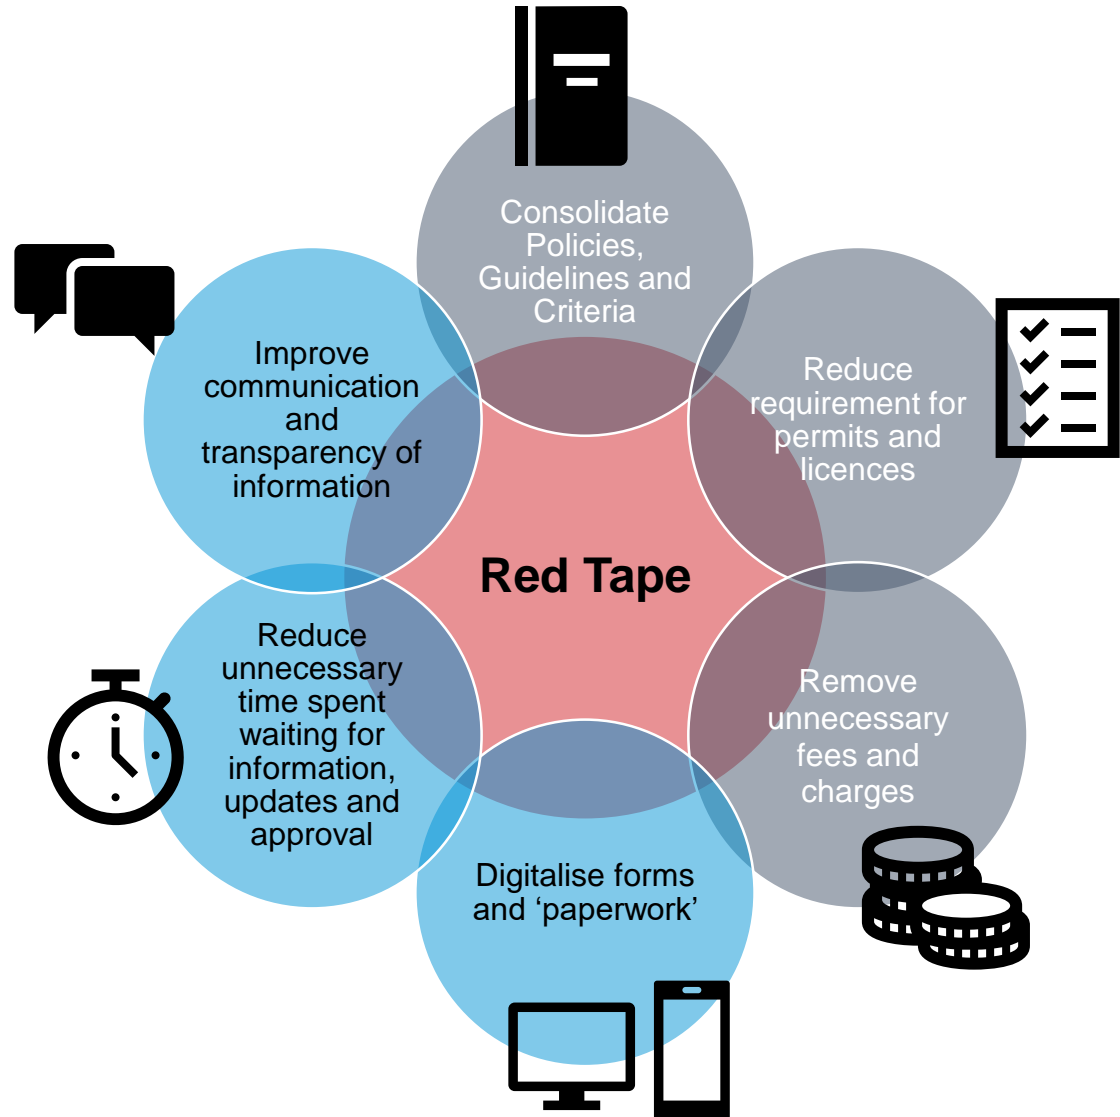 Consolidate
Policies,
Guidelines and
Criteria
Reduce
requirement for
permits and
licences
Remove
unnecessary
fees and
charges
Digitalise forms
and ‘paperwork’
Reduce
unnecessary
time spent
waiting for
information,
updates and
approval
Improve
communication
and
transparency of
information
Red Tape